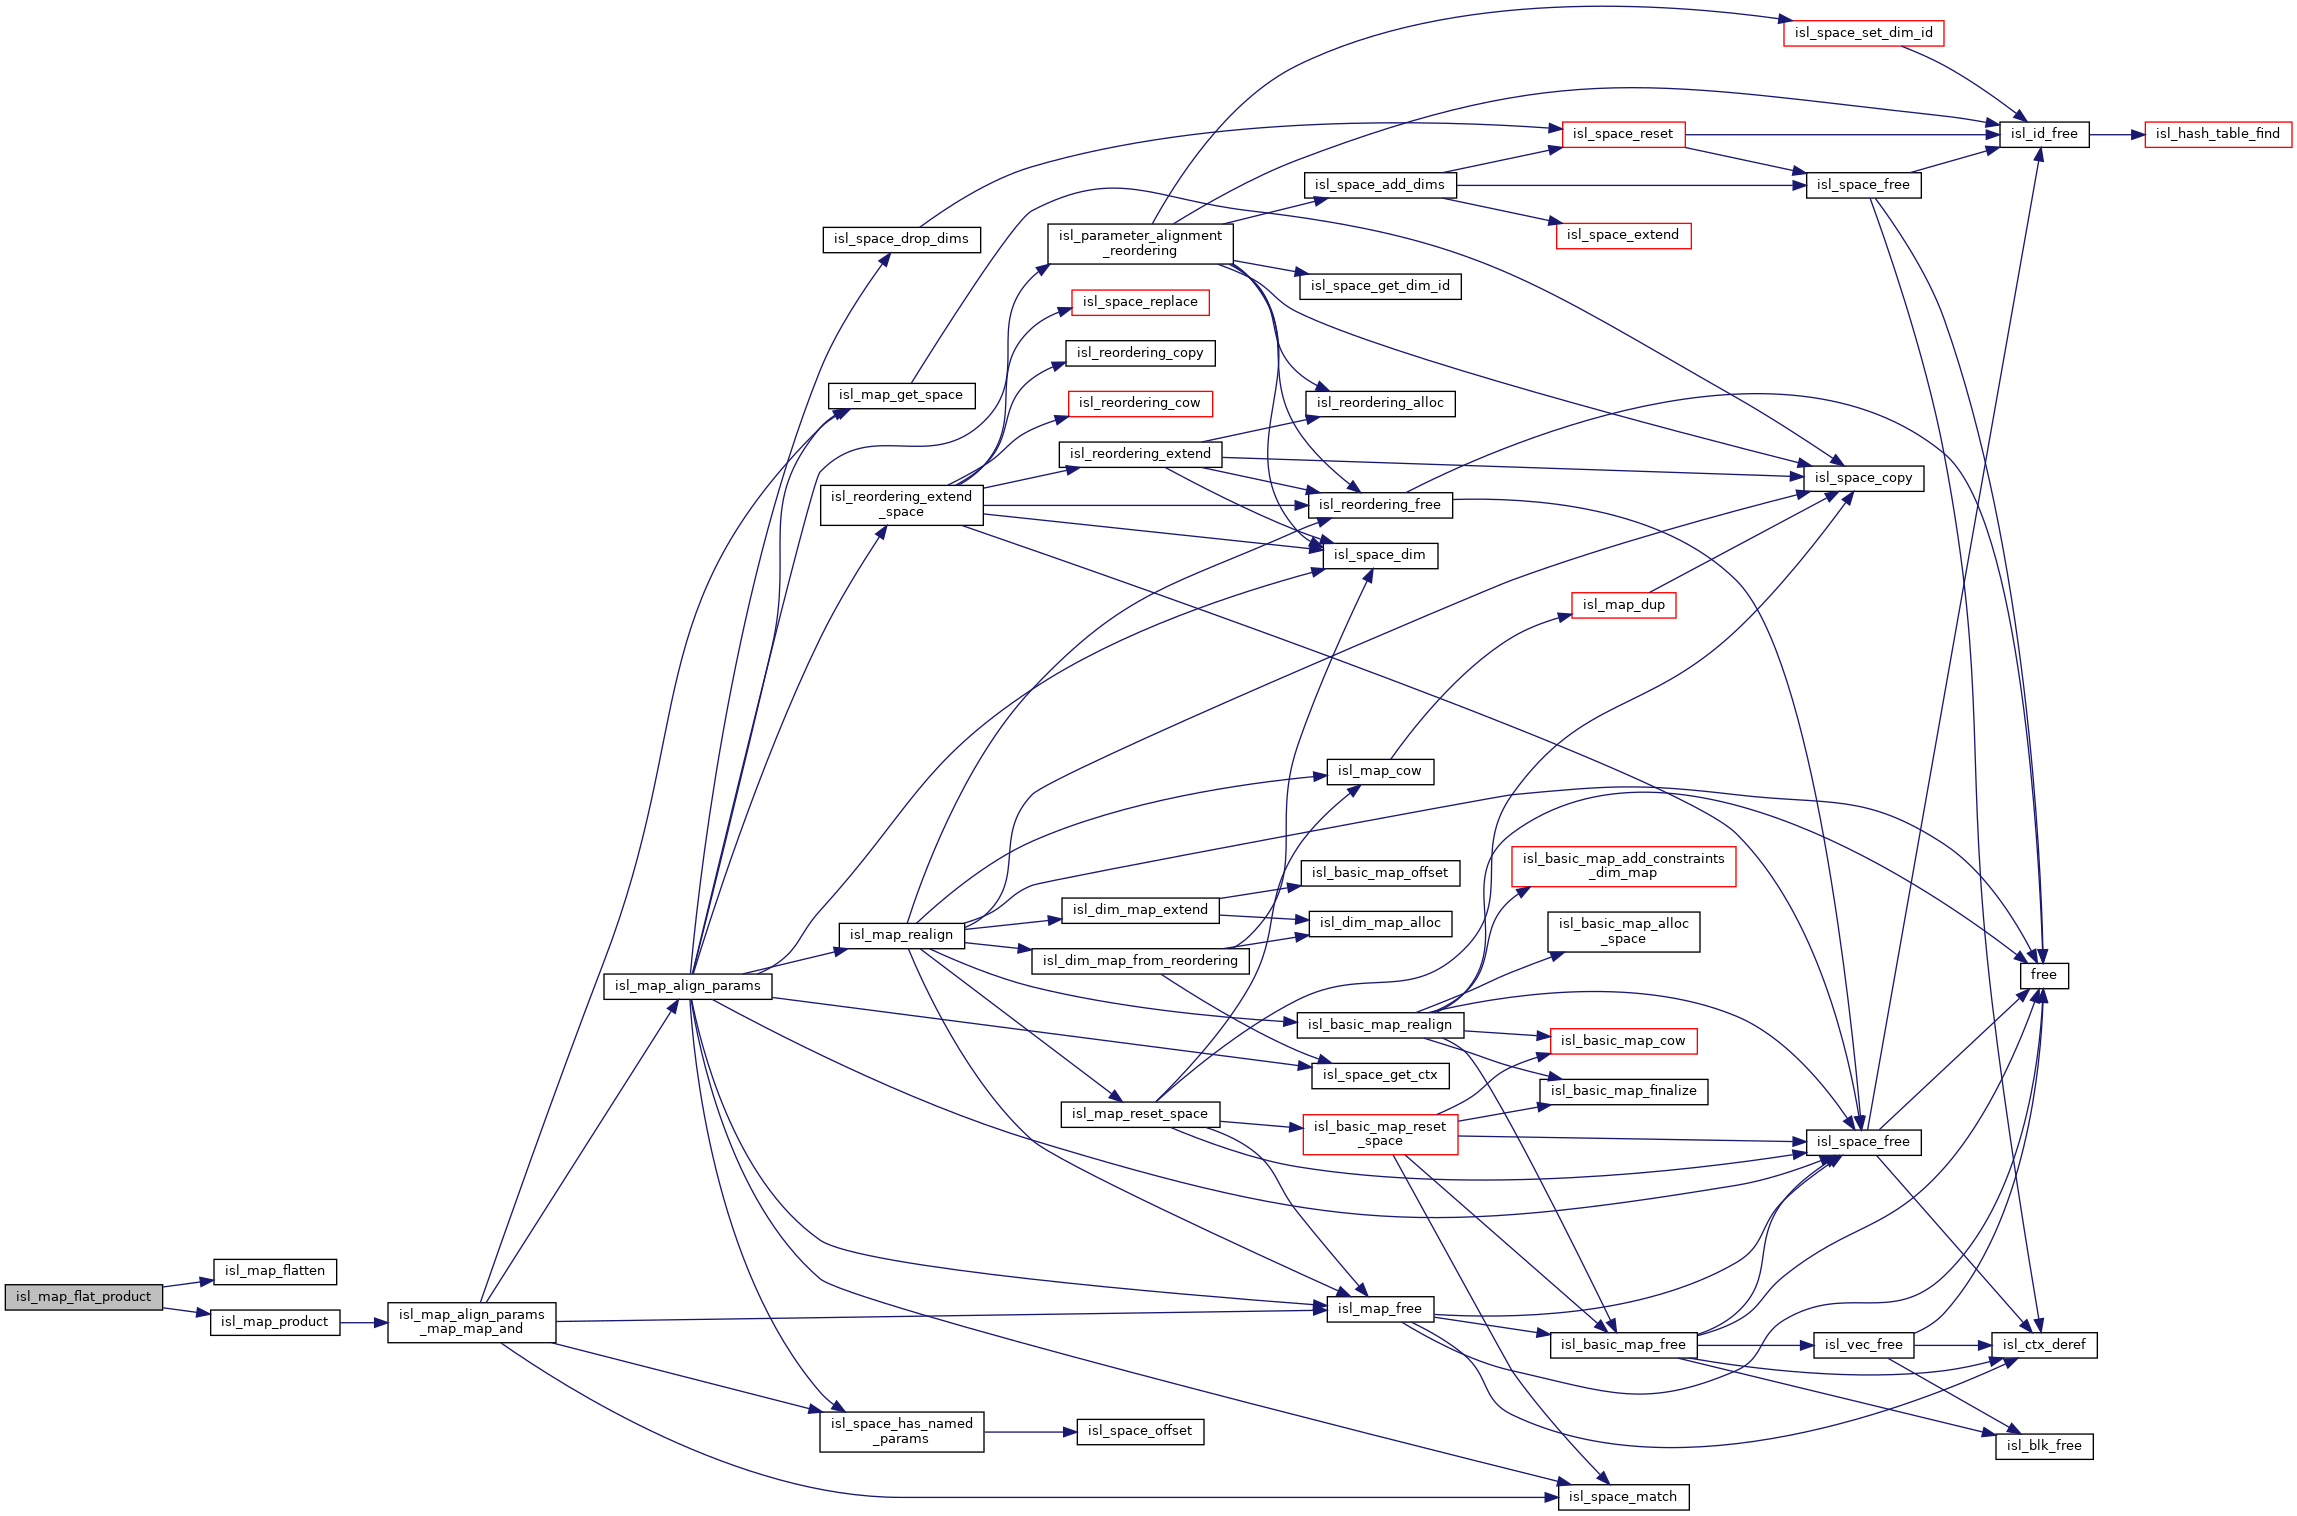 isl_space_set_dim_id
isl_space_reset
isl_id_free
isl_hash_table_find
isl_space_add_dims
isl_space_free
isl_space_drop_dims
isl_parameter_alignment
_reordering
isl_space_extend
isl_space_get_dim_id
isl_space_replace
isl_reordering_copy
isl_map_get_space
isl_reordering_cow
isl_reordering_alloc
isl_reordering_extend
isl_space_copy
isl_reordering_extend
_space
isl_reordering_free
isl_space_dim
isl_map_dup
isl_map_cow
isl_basic_map_add_constraints
_dim_map
isl_basic_map_offset
isl_dim_map_extend
isl_dim_map_alloc
isl_basic_map_alloc
_space
isl_map_realign
isl_dim_map_from_reordering
free
isl_map_align_params
isl_basic_map_realign
isl_basic_map_cow
isl_space_get_ctx
isl_basic_map_finalize
isl_map_reset_space
isl_basic_map_reset
_space
isl_space_free
isl_map_flatten
isl_map_flat_product
isl_map_product
isl_map_align_params
_map_map_and
isl_map_free
isl_basic_map_free
isl_vec_free
isl_ctx_deref
isl_space_has_named
_params
isl_space_offset
isl_blk_free
isl_space_match